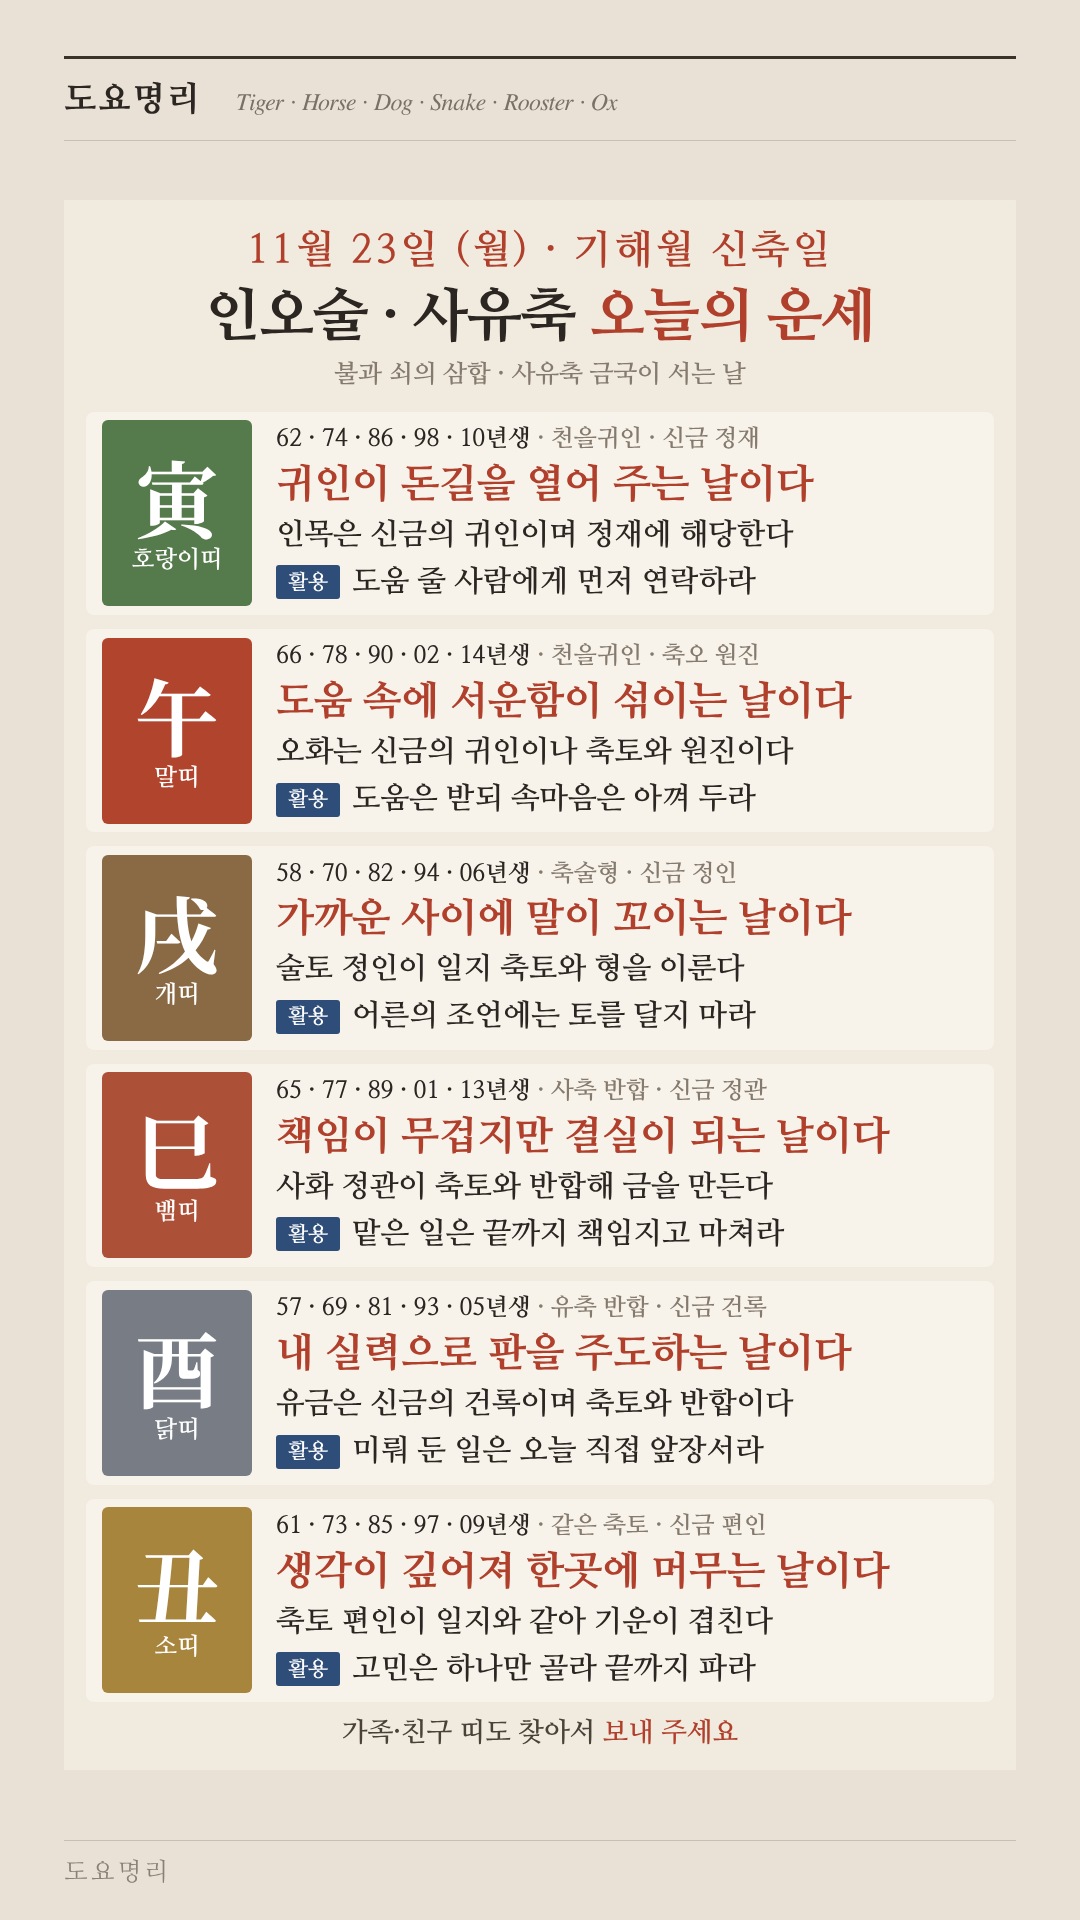 도요명리 Tiger · Horse · Dog · Snake · Rooster · Ox
11월 23일 (월) · 기해월 신축일
인오술 · 사유축 오늘의 운세
불과 쇠의 삼합 · 사유축 금국이 서는 날
寅
호랑이띠
62 · 74 · 86 · 98 · 10년생 · 천을귀인 · 신금 정재
귀인이 돈길을 열어 주는 날이다
인목은 신금의 귀인이며 정재에 해당한다
활용 도움 줄 사람에게 먼저 연락하라
午
말띠
66 · 78 · 90 · 02 · 14년생 · 천을귀인 · 축오 원진
도움 속에 서운함이 섞이는 날이다
오화는 신금의 귀인이나 축토와 원진이다
활용 도움은 받되 속마음은 아껴 두라
戌
개띠
58 · 70 · 82 · 94 · 06년생 · 축술형 · 신금 정인
가까운 사이에 말이 꼬이는 날이다
술토 정인이 일지 축토와 형을 이룬다
활용 어른의 조언에는 토를 달지 마라
巳
뱀띠
65 · 77 · 89 · 01 · 13년생 · 사축 반합 · 신금 정관
책임이 무겁지만 결실이 되는 날이다
사화 정관이 축토와 반합해 금을 만든다
활용 맡은 일은 끝까지 책임지고 마쳐라
酉
닭띠
57 · 69 · 81 · 93 · 05년생 · 유축 반합 · 신금 건록
내 실력으로 판을 주도하는 날이다
유금은 신금의 건록이며 축토와 반합이다
활용 미뤄 둔 일은 오늘 직접 앞장서라
丑
소띠
61 · 73 · 85 · 97 · 09년생 · 같은 축토 · 신금 편인
생각이 깊어져 한곳에 머무는 날이다
축토 편인이 일지와 같아 기운이 겹친다
활용 고민은 하나만 골라 끝까지 파라
가족·친구 띠도 찾아서 보내 주세요
도요명리